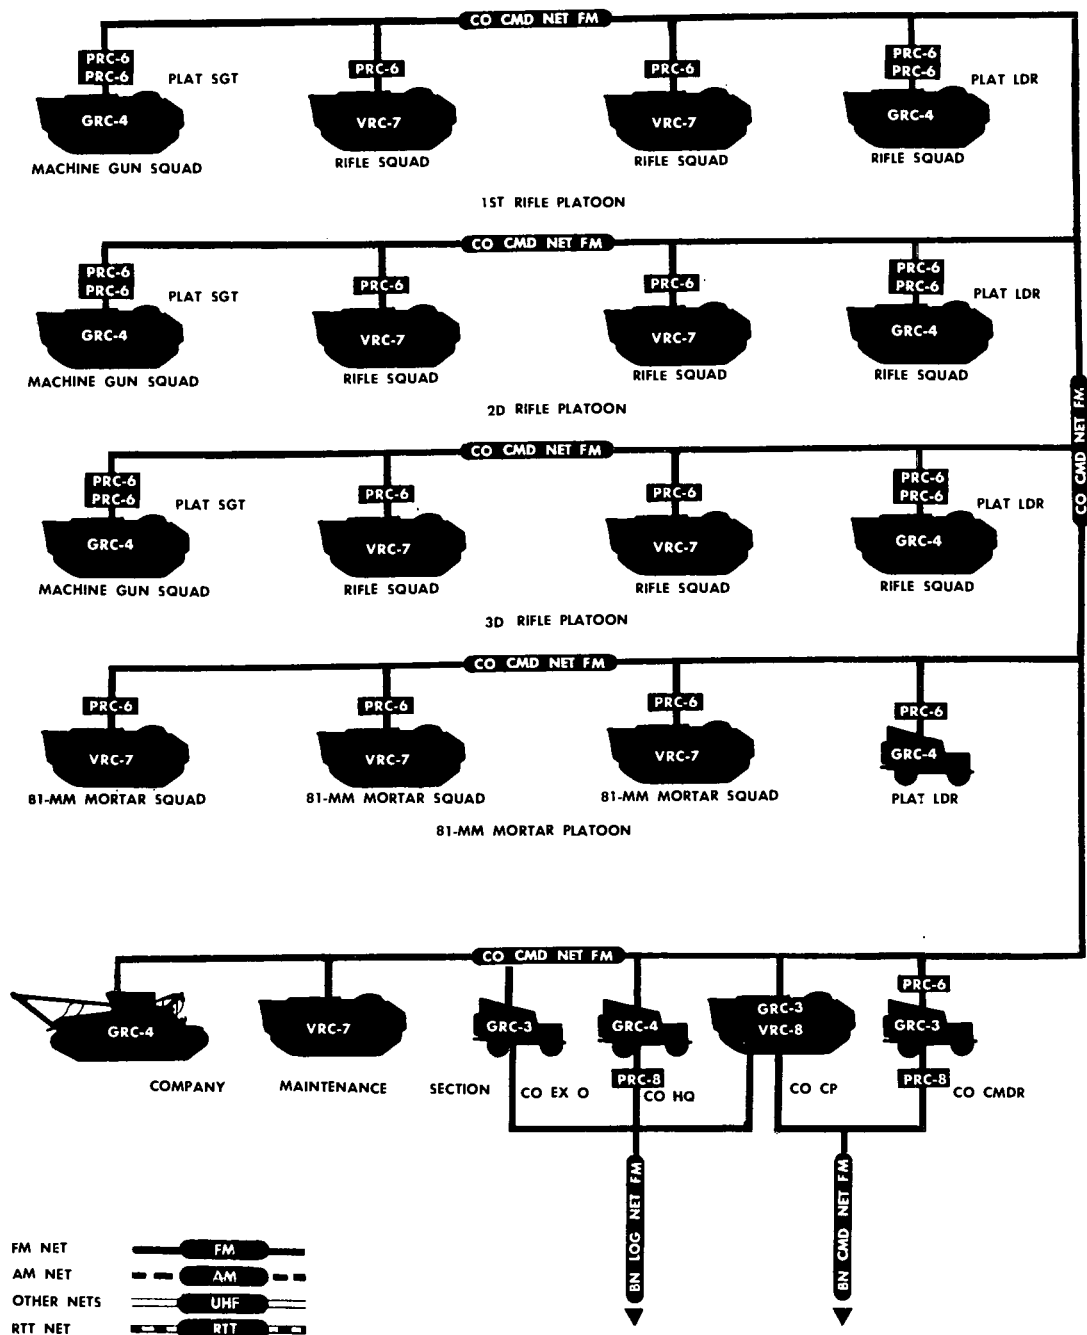 CO CMD NET FM
PRC-6
PRC-6
PLAT SGT
PRC-6
PRC-6
PRC-6
PRC-6
PLAT LDR
GRC-4
VRC-7
VRC-7
GRC-4
MACHINE GUN SQUAD
RIFLE SQUAD
RIFLE SQUAD
RIFLE SQUAD
1ST RIFLE PLATOON
CO CMD NET FM
PRC-6
PRC-6
PLAT SGT
PRC-6
PRC-6
PRC-6
PRC-6
PLAT LDR
GRC-4
VRC-7
VRC-7
GRC-4
MACHINE GUN SQUAD
RIFLE SQUAD
RIFLE SQUAD
RIFLE SQUAD
2D RIFLE PLATOON
CO CMD NET FM
CO CMD NET FM
PRC-6
PRC-6
PLAT SGT
PRC-6
PRC-6
PRC-6
PRC-6
PLAT LDR
GRC-4
VRC-7
VRC-7
GRC-4
MACHINE GUN SQUAD
RIFLE SQUAD
RIFLE SQUAD
RIFLE SQUAD
3D RIFLE PLATOON
CO CMD NET FM
PRC-6
PRC-6
PRC-6
PRC-6
VRC-7
VRC-7
VRC-7
GRC-4
81-MM MORTAR SQUAD
81-MM MORTAR SQUAD
81-MM MORTAR SQUAD
PLAT LDR
81-MM MORTAR PLATOON
CO CMD NET FM
PRC-6
GRC-4
VRC-7
GRC-3
GRC-4
GRC-3
VRC-8
GRC-3
PRC-8
PRC-8
COMPANY MAINTENANCE SECTION
CO EX O
CO HQ
CO CP
CO CMDR
BN LOG NET FM
BN CMD NET FM
FM NET FM
AM NET AM
OTHER NETS UHF
RTT NET RTT